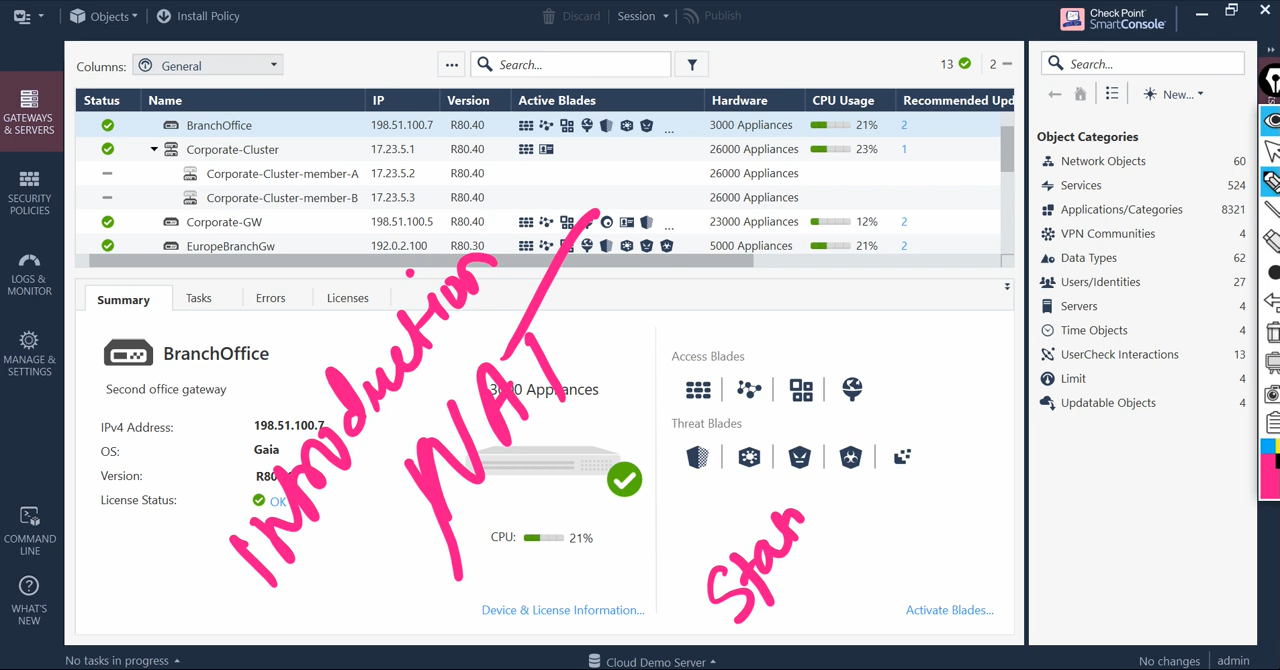 Objects
Install Policy
Discard
Session
Publish
Check Point
SmartConsole
Columns:
General
...
Search...
13
2
Status Name IP Version Active Blades Hardware CPU Usage Recommended Upd
BranchOffice 198.51.100.7 R80.40 ... 3000 Appliances 21% 2
Corporate-Cluster 17.23.5.1 R80.40 26000 Appliances 23% 1
Corporate-Cluster-member-A 17.23.5.2 R80.40 26000 Appliances
Corporate-Cluster-member-B 17.23.5.3 R80.40 26000 Appliances
Corporate-GW 198.51.100.5 R80.40 ... 23000 Appliances 12% 2
EuropeBranchGw 192.0.2.100 R80.30 5000 Appliances 21% 2
Summary Tasks Errors Licenses
BranchOffice
Second office gateway
IPv4 Address: 198.51.100.7
OS: Gaia
Version:
License Status: OK
3000 Appliances
CPU: 21%
Device & License Information...
Access Blades
Threat Blades
Activate Blades...
Introduction
NAT
GATEWAYS
& SERVERS
SECURITY
POLICIES
LOGS &
MONITOR
MANAGE &
SETTINGS
COMMAND
LINE
WHAT'S
NEW
Search...
New...
Object Categories
Network Objects 60
Services 524
Applications/Categories 8321
VPN Communities 4
Data Types 62
Users/Identities 27
Servers 4
Time Objects 4
UserCheck Interactions 13
Limit 4
Updatable Objects 4
No tasks in progress
Cloud Demo Server
No changes
admin